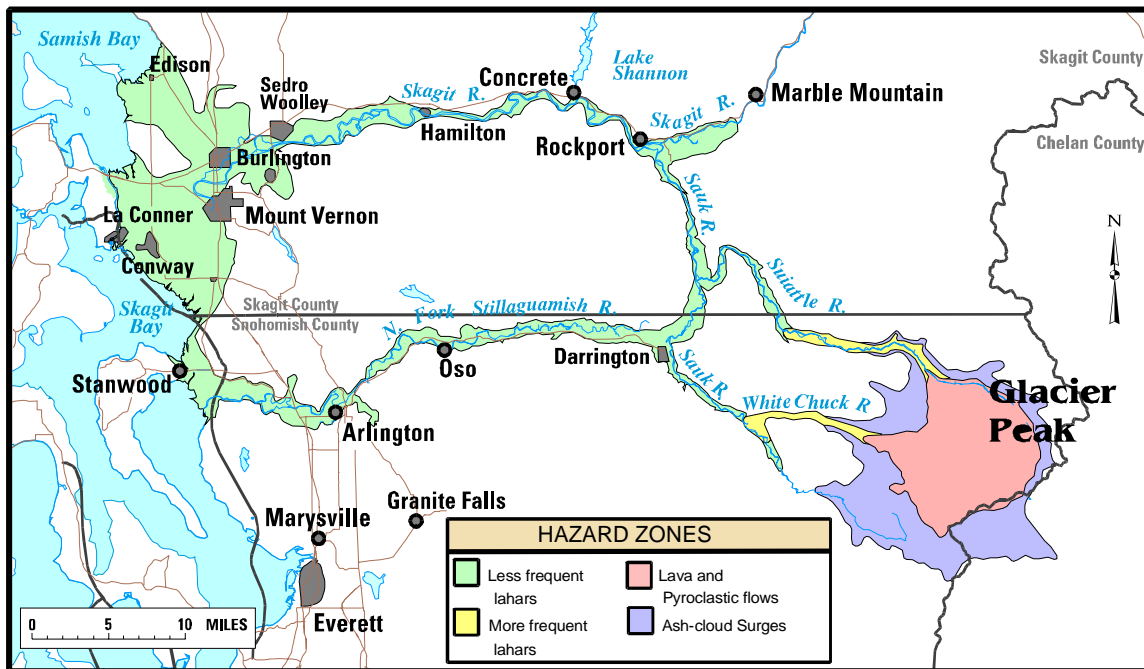 Samish Bay
Edison
Sedro
Woolley
Skagit R.
Hamilton
Concrete
Lake
Shannon
Skagit R.
Marble Mountain
Skagit County
Chelan County
Rockport
Burlington
Mount Vernon
La Conner
Conway
Sauk R.
N
Skagit
Bay
Skagit County
Snohomish County
N. Fork Stillaguamish R.
Suiattle R.
Stanwood
Oso
Darrington
Sauk R.
White Chuck R
Glacier
Peak
Arlington
Marysville
Granite Falls
Everett
HAZARD ZONES
Less frequent
lahars
More frequent
lahars
Lava and
Pyroclastic flows
Ash-cloud Surges
0 5 10 MILES